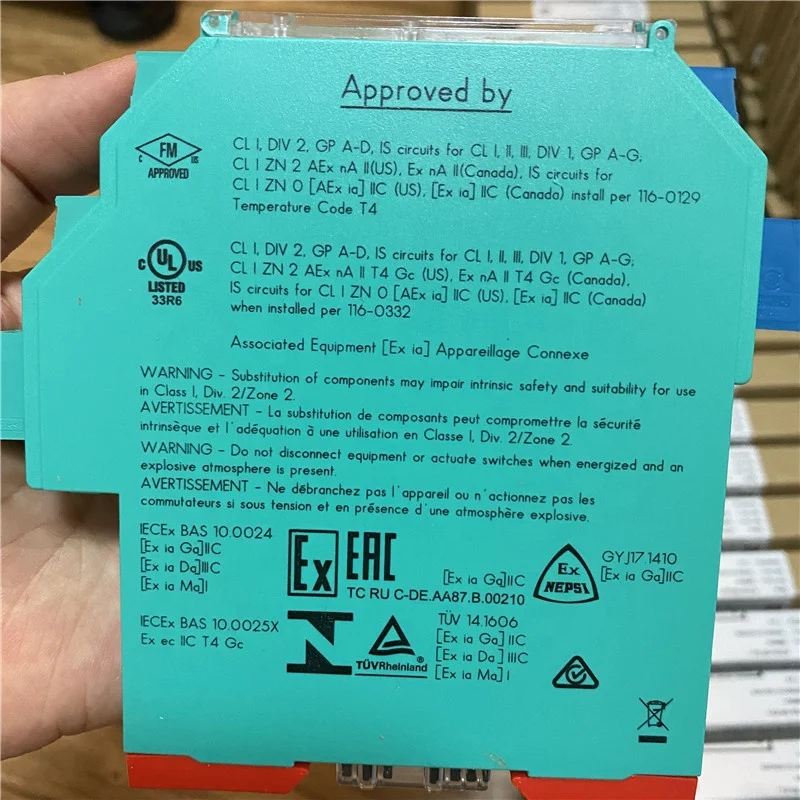 Approved by
CL I, DIV 2, GP A-D, IS circuits for CL I, II, III, DIV 1, GP A-G;
CL I ZN 2 AEx nA II(US), Ex nA II(Canada), IS circuits for
CL I ZN 0 [AEx ia] IIC (US), [Ex ia] IIC (Canada) install per 116-0129
Temperature Code T4
C FM US
APPROVED
CL I, DIV 2, GP A-D, IS circuits for CL I, II, III, DIV 1, GP A-G;
CL I ZN 2 AEx nA II T4 Gc (US), Ex nA II T4 Gc (Canada),
IS circuits for CL I ZN 0 [AEx ia] IIC (US), [Ex ia] IIC (Canada)
when installed per 116-0332
C UL US
LISTED
33R6
Associated Equipment [Ex ia] Appareillage Connexe
WARNING - Substitution of components may impair intrinsic safety and suitability for use
in Class I, Div. 2/Zone 2.
AVERTISSEMENT - La substitution de composants peut compromettre la sécurité
intrinsèque et l'adéquation à une utilisation en Classe I, Div. 2/Zone 2.
WARNING - Do not disconnect equipment or actuate switches when energized and an
explosive atmosphere is present.
AVERTISSEMENT - Ne débranchez pas l'appareil ou n'actionnez pas les
commutateurs si sous tension et en présence d'une atmosphère explosive.
IECEx BAS 10.0024
[Ex ia Ga]IIC
[Ex ia Da]IIIC
[Ex ia Ma]I
IECEx BAS 10.0025X
Ex ec IIC T4 Gc
Ex EAC
[Ex ia Ga]IIC
TC RU C-DE.AA87.B.00210
Ex
NEPSI
GYJ17.1410
[Ex ia Ga]IIC
N
TÜVRheinland®
TÜV 14.1606
[Ex ia Ga] IIC
[Ex ia Da] IIIC
[Ex ia Ma] I